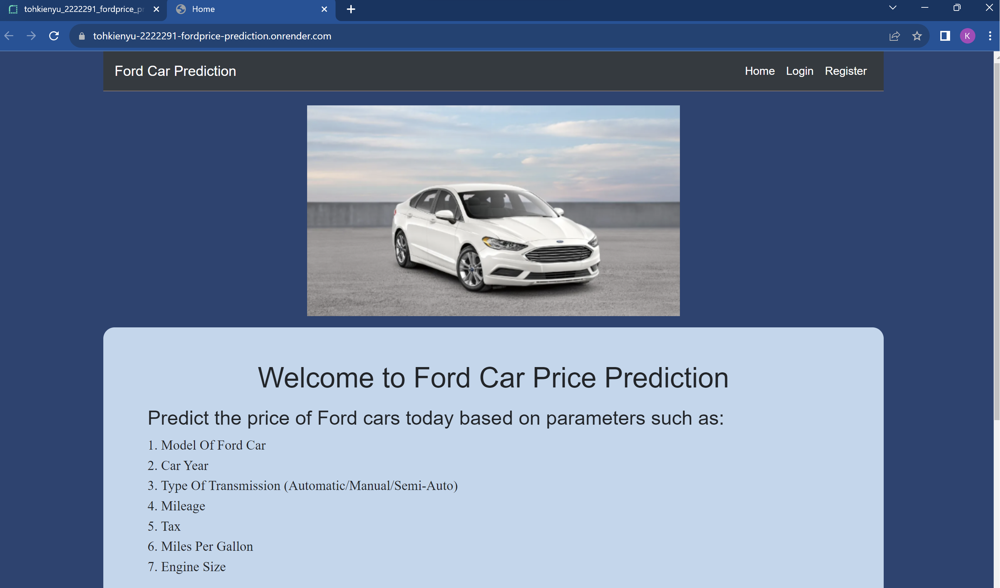 tohkienyu_2222291_fordprice_pr
Home
tohkienyu-2222291-fordprice-prediction.onrender.com
K
Ford Car Prediction
Home Login Register
Welcome to Ford Car Price Prediction
Predict the price of Ford cars today based on parameters such as:
1. Model Of Ford Car
2. Car Year
3. Type Of Transmission (Automatic/Manual/Semi-Auto)
4. Mileage
5. Tax
6. Miles Per Gallon
7. Engine Size